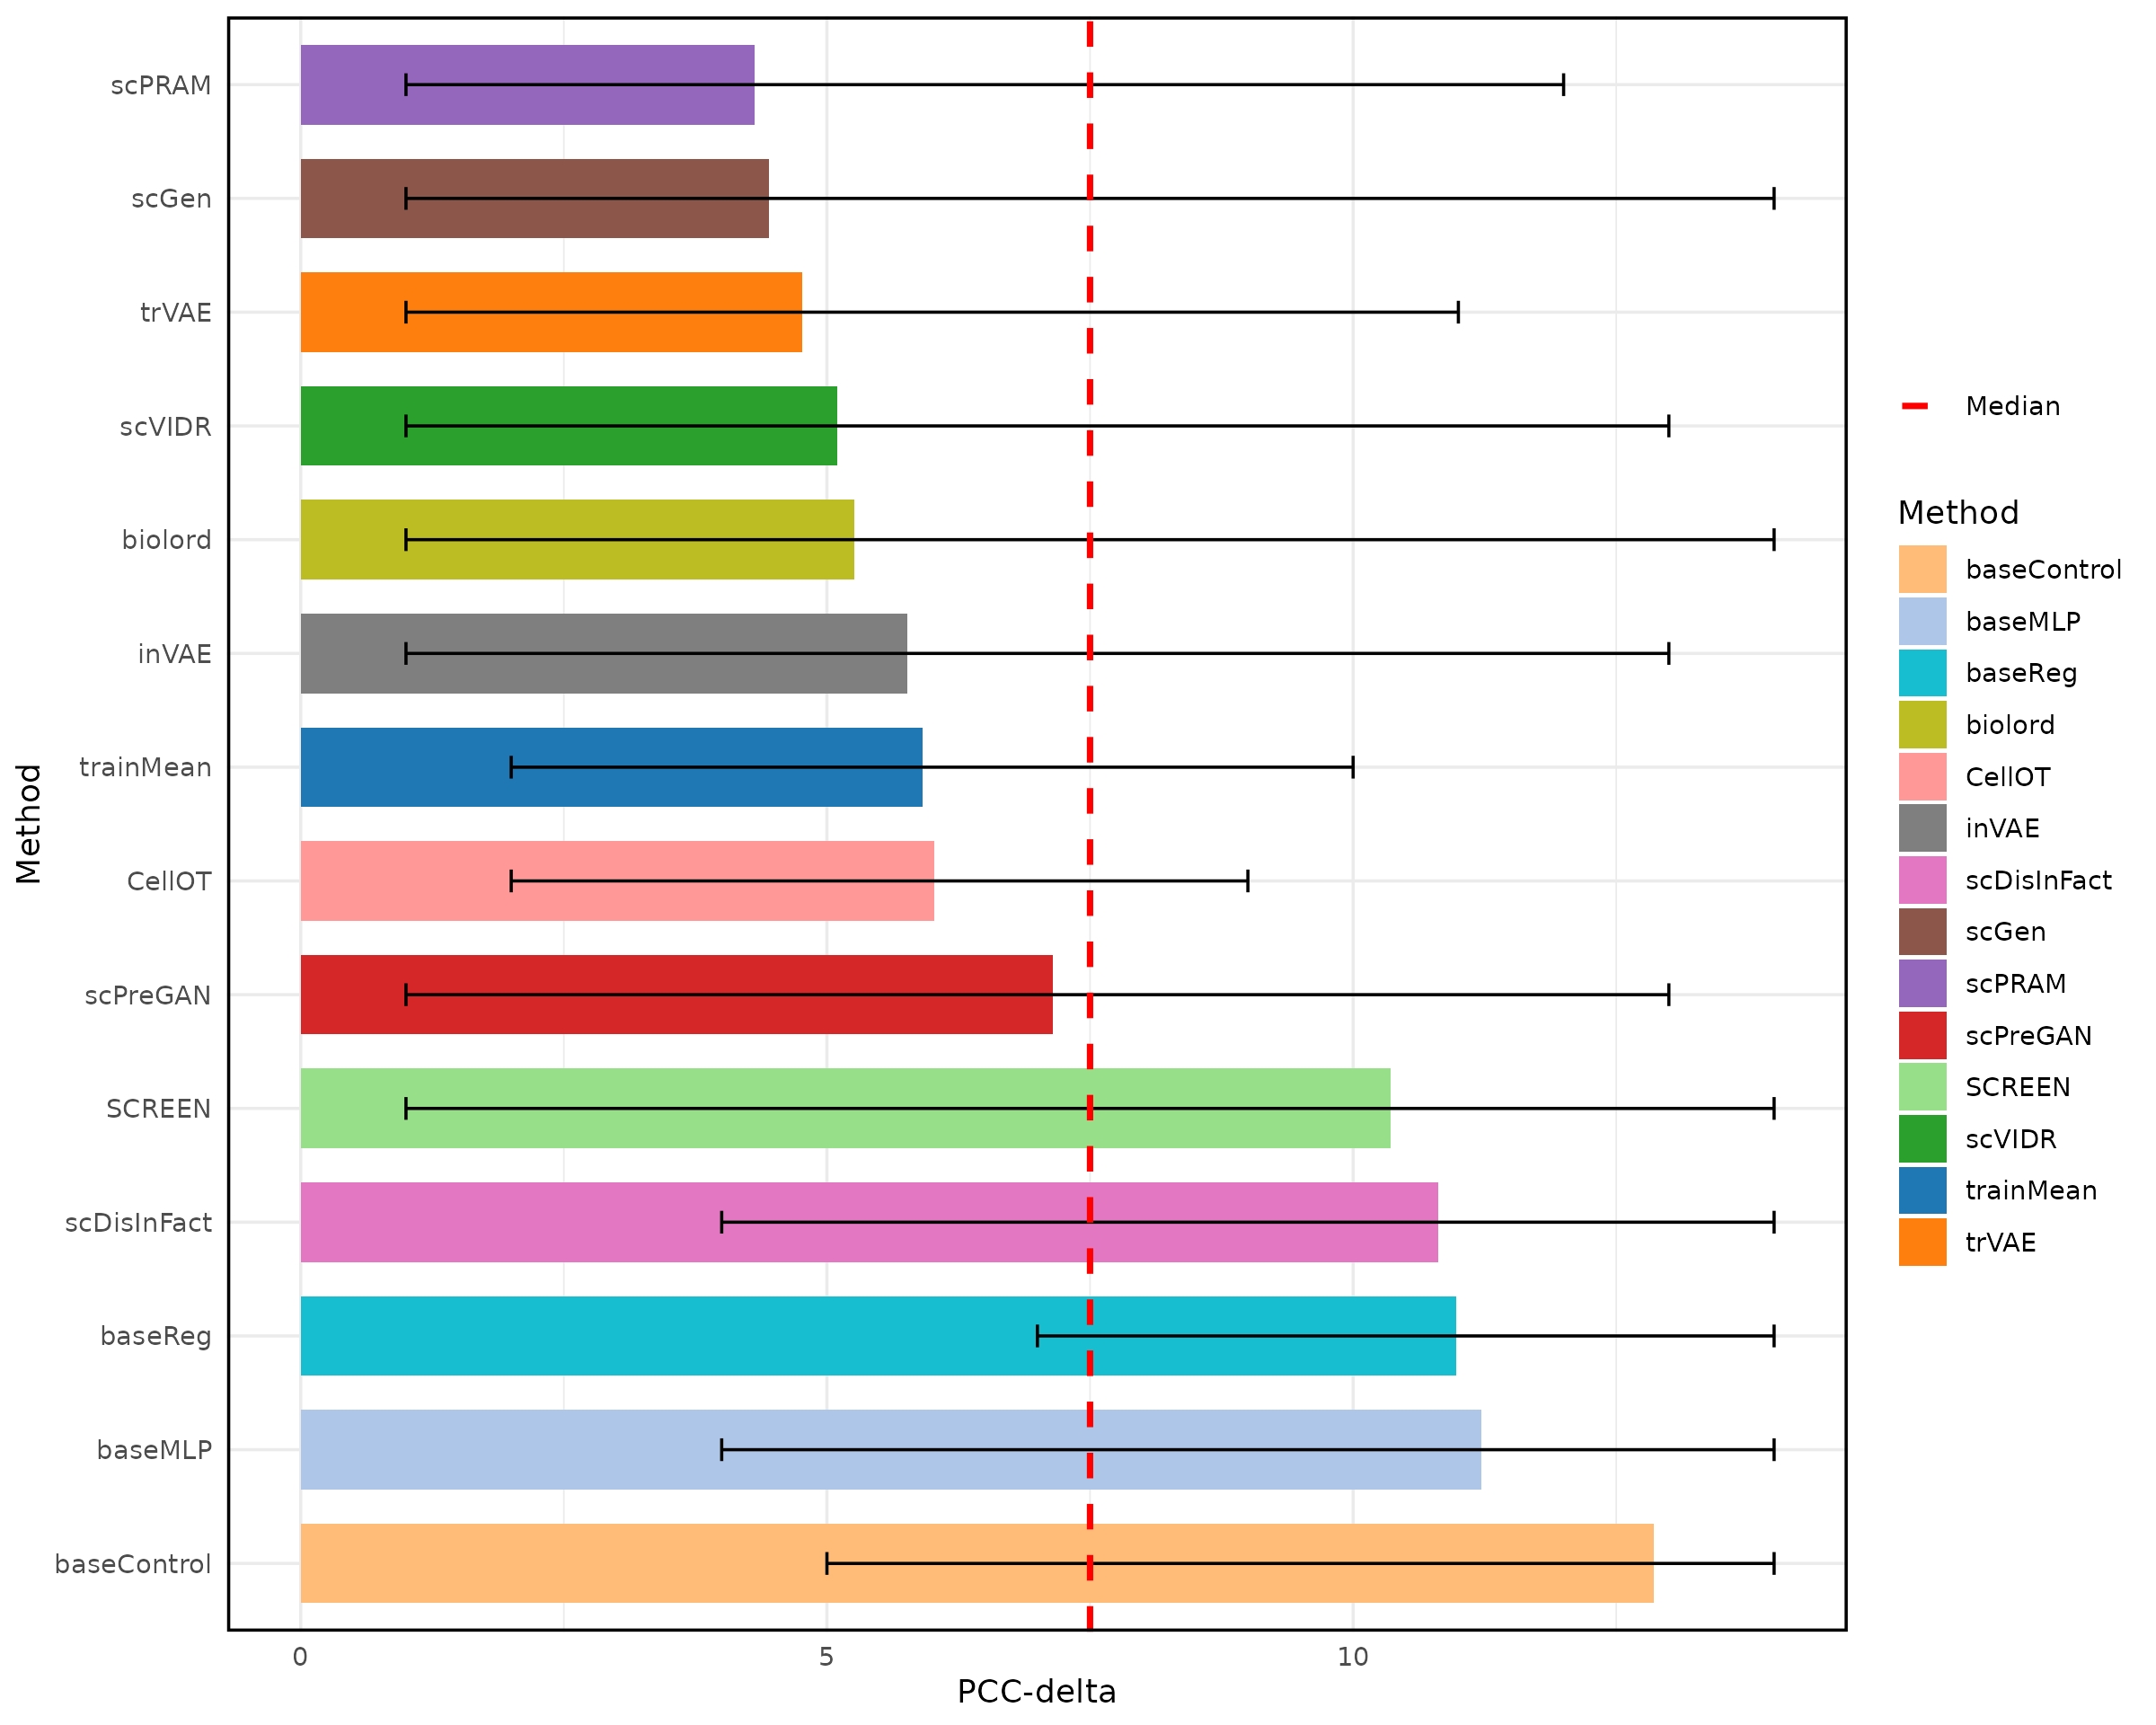 scPRAM
scGen
trVAE
scVIDR
biolord
inVAE
trainMean
CellOT
scPreGAN
SCREEN
scDisInFact
baseReg
baseMLP
baseControl
Method
0 5 10
PCC-delta
Median
Method
baseControl
baseMLP
baseReg
biolord
CellOT
inVAE
scDisInFact
scGen
scPRAM
scPreGAN
SCREEN
scVIDR
trainMean
trVAE